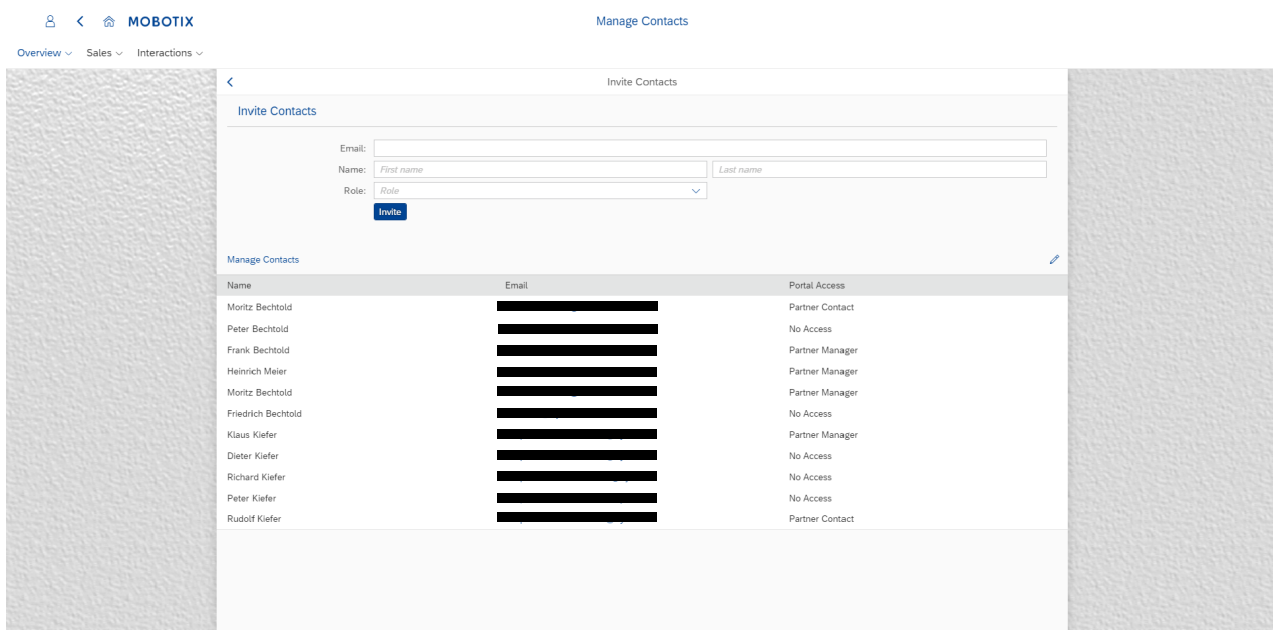 MOBOTIX Manage Contacts
Overview Sales Interactions
Invite Contacts
Invite Contacts
Email:
Name: First name Last name
Role: Role
Invite
Manage Contacts
Name Email Portal Access
Moritz Bechtold Partner Contact
Peter Bechtold No Access
Frank Bechtold Partner Manager
Heinrich Meier Partner Manager
Moritz Bechtold Partner Manager
Friedrich Bechtold No Access
Klaus Kiefer Partner Manager
Dieter Kiefer No Access
Richard Kiefer No Access
Peter Kiefer No Access
Rudolf Kiefer Partner Contact